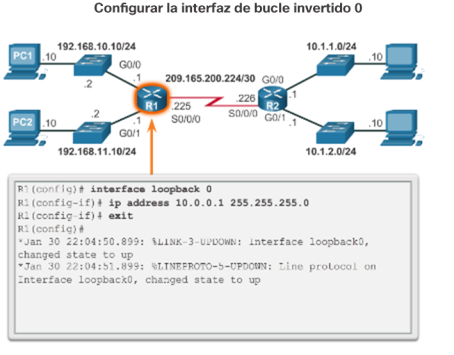 Configurar la interfaz de bucle invertido 0
192.168.10.10/24
10.1.1.0/24
PC1
.10
G0/0
.1
.2
209.165.200.224/30
G0/0
.1
.10
R1
.225
S0/0/0
.226
S0/0/0
R2
PC2
.10
.2
.1
G0/1
G0/1
.1
.10
192.168.11.10/24
10.1.2.0/24
R1(config)# interface loopback 0
R1(config-if)# ip address 10.0.0.1 255.255.255.0
R1(config-if)# exit
R1(config)#
*Jan 30 22:04:50.899: %LINK-3-UPDOWN: Interface loopback0,
changed state to up
*Jan 30 22:04:51.899: %LINEPROTO-5-UPDOWN: Line protocol on
Interface loopback0, changed state to up